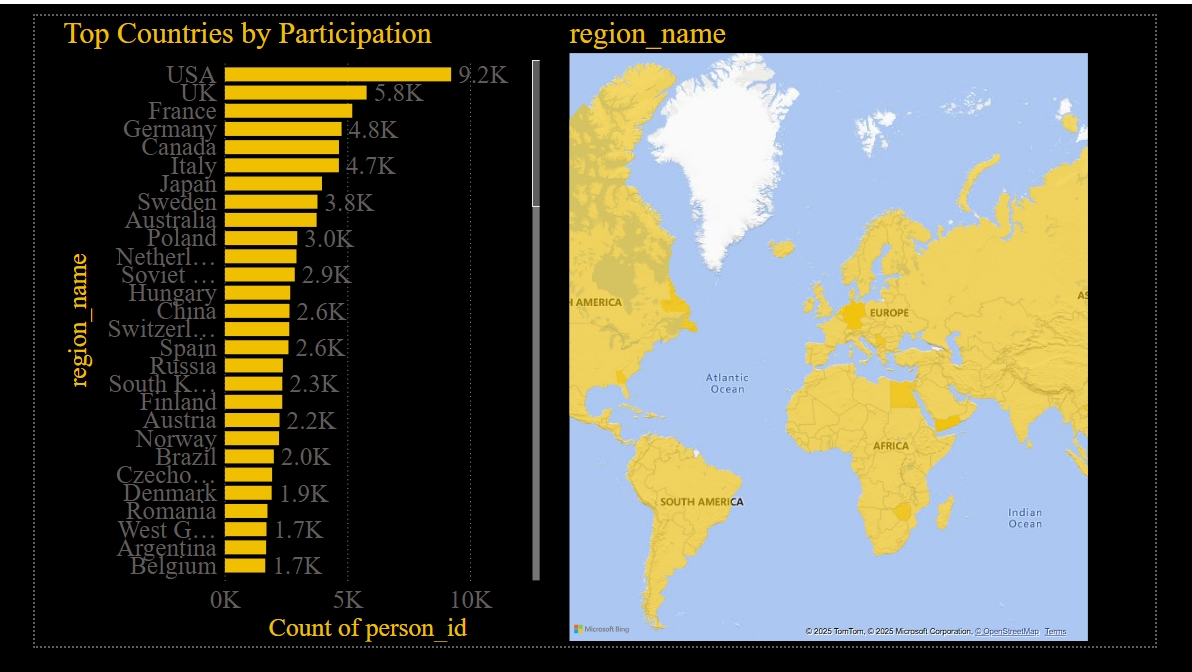 Top Countries by Participation
region_name
USA
9.2K
UK
5.8K
France
Germany
4.8K
Canada
Italy
4.7K
Japan
Sweden
3.8K
Australia
Poland
3.0K
Netherl...
Soviet ...
2.9K
Hungary
China
2.6K
Switzerl...
Spain
2.6K
Russia
South K...
2.3K
Finland
Austria
2.2K
Norway
Brazil
2.0K
Czecho...
Denmark
1.9K
Romania
West G...
1.7K
Argentina
Belgium
1.7K
0K
5K
10K
Count of person_id
region_name
H AMERICA
EUROPE
AS
Atlantic
Ocean
AFRICA
SOUTH AMERICA
Indian
Ocean
Microsoft Bing
© 2025 TomTom, © 2025 Microsoft Corporation, © OpenStreetMap Terms